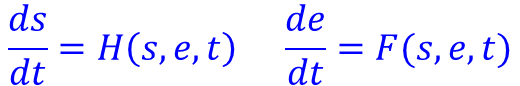 ds/dt = H(s, e, t)    de/dt = F(s, e, t)